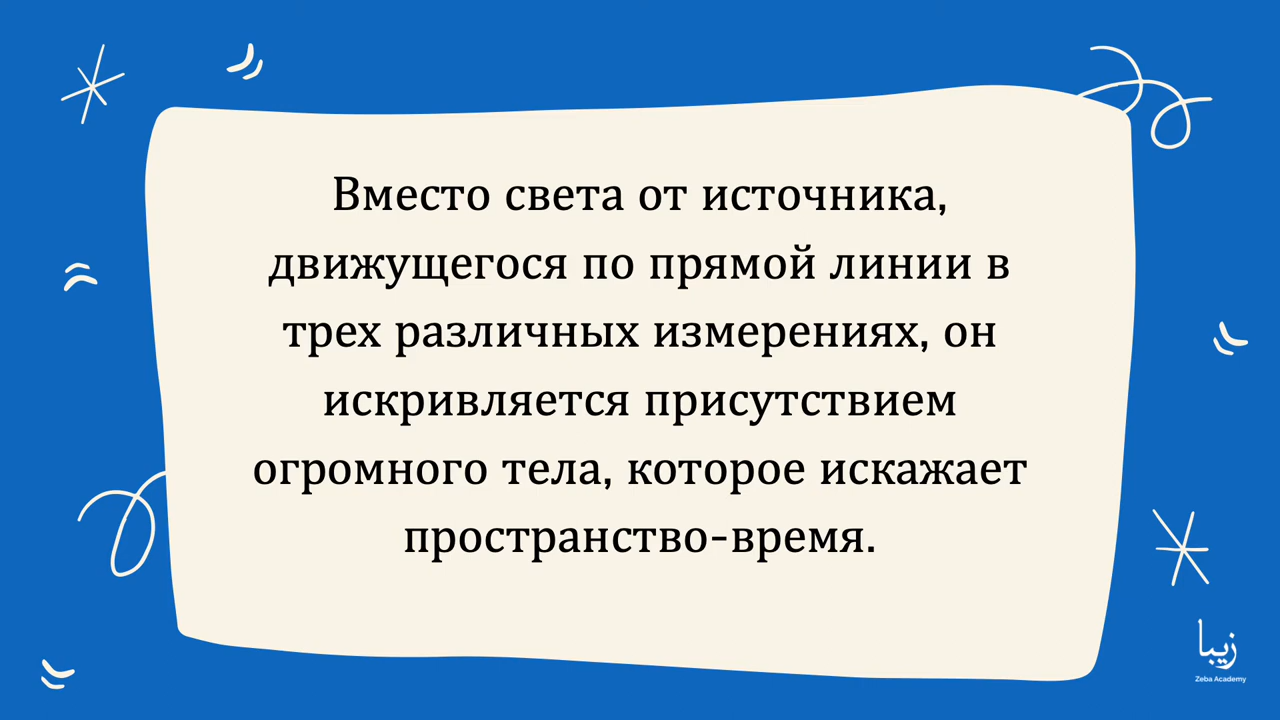 Вместо света от источника,
движущегося по прямой линии в
трех различных измерениях, он
искривляется присутствием
огромного тела, которое искажает
пространство-время.
زیبا
Zeba Academy